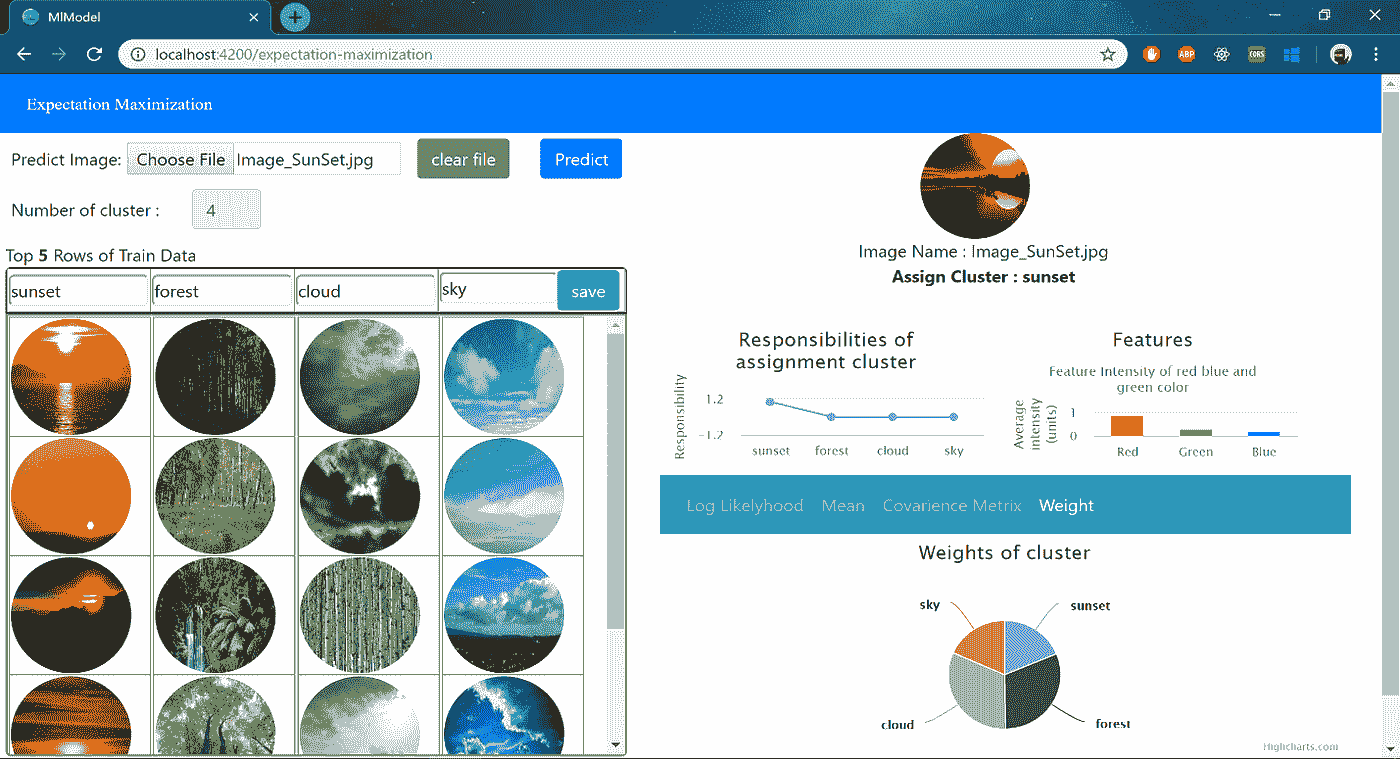 MlModel
localhost:4200/expectation-maximization
ABP
CORS
Expectation Maximization
Predict Image: Choose File Image_SunSet.jpg clear file Predict
Number of cluster : 4
Top 5 Rows of Train Data
sunset forest cloud sky save
Image Name : Image_SunSet.jpg
Assign Cluster : sunset
Responsibilities of
assignment cluster
Responsibility
1.2
-1.2
sunset forest cloud sky
Features
Feature Intensity of red blue and
green color
Average
intensity
(units)
1
0
Red Green Blue
Log Likelyhood Mean Covarience Metrix Weight
Weights of cluster
sky sunset
cloud forest
Highcharts.com